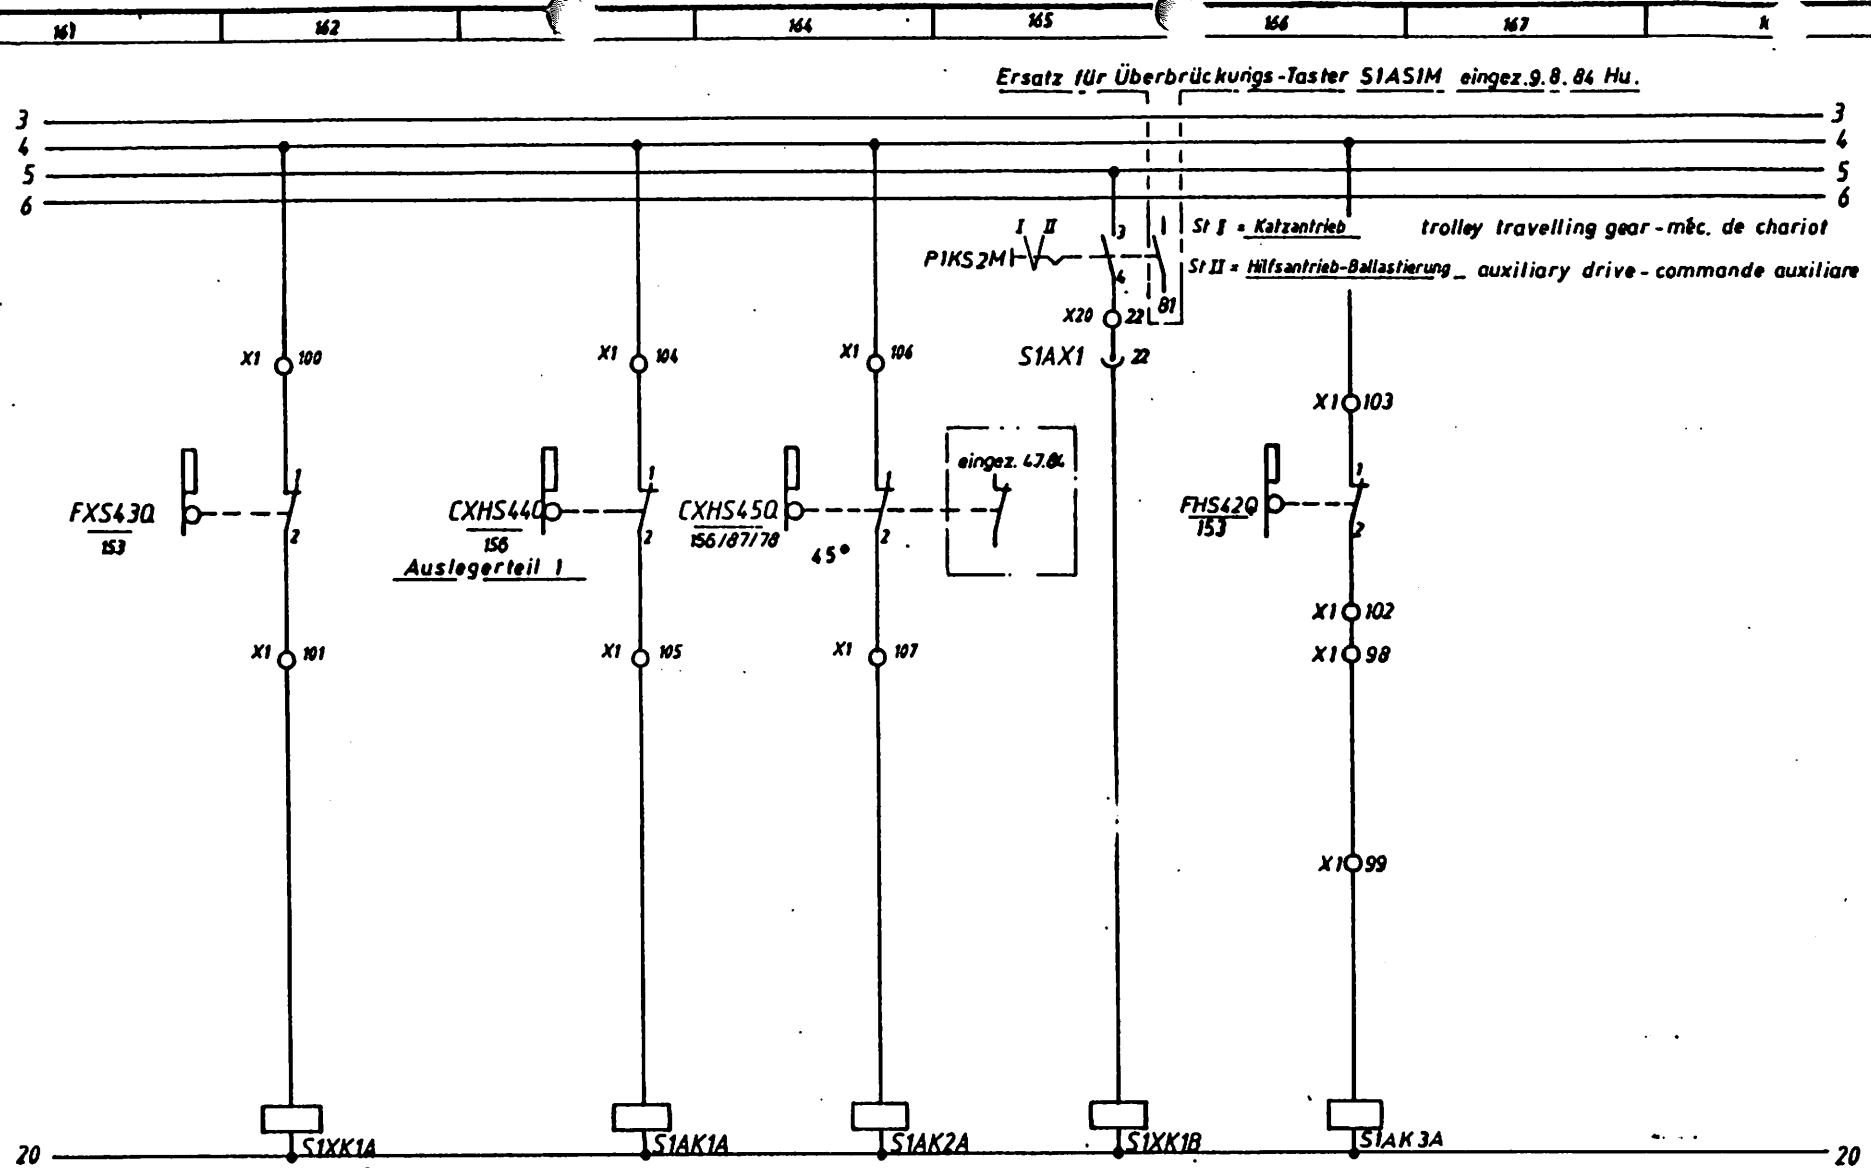 161 162 164 165 166 167
Ersatz für Überbrückungs-Taster S1AS1M eingez. 9.8.84 Hu.
3 3
4 4
5 5
6 6
I II 3 1 St I = Katzantrieb trolley travelling gear - méc. de chariot
P1KS2M
4 81 St II = Hilfsantrieb-Ballastierung auxiliary drive - commande auxiliare
X20 22
S1AX1 22
X1 100 X1 104 X1 106
X1 103
eingez.
1 1 1 1
FXS43Q CXHS44Q CXHS45Q FHS42Q
153 156 156/87/78 153
2 2 2 2
45°
Auslegerteil 1
X1 102
X1 101 X1 105 X1 107 X1 98
X1 99
S1XK1A S1AK1A S1AK2A S1XK1B S1AK3A
20 20